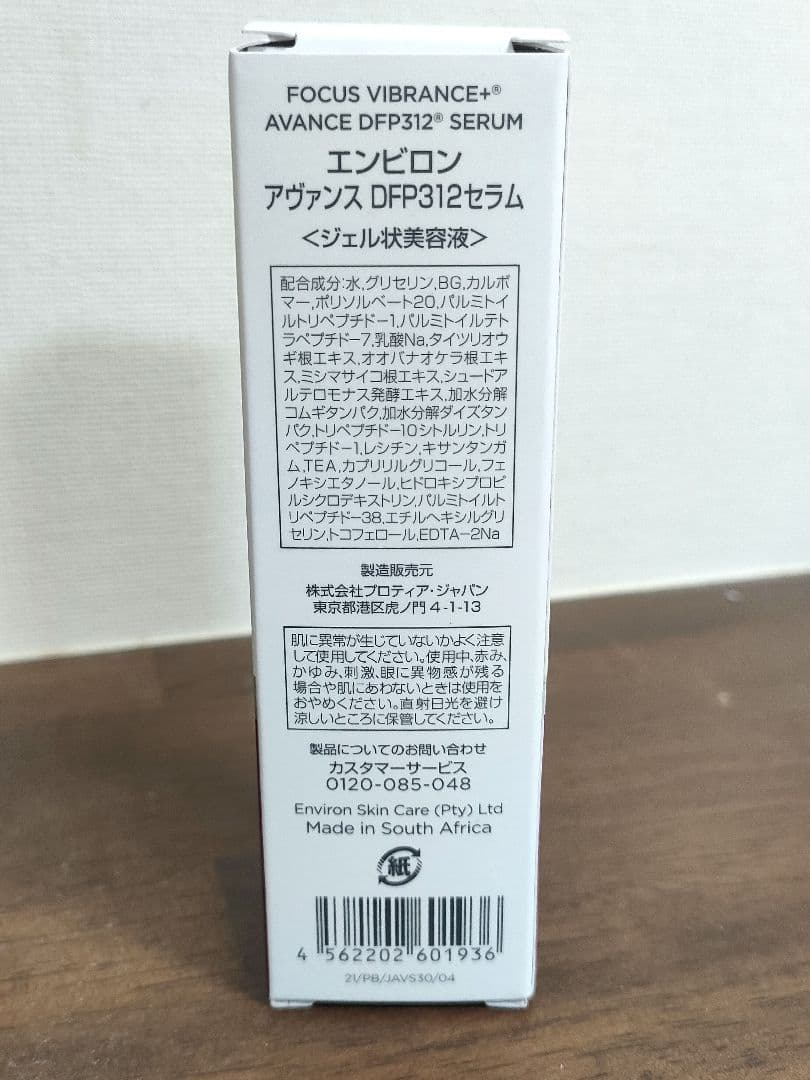 FOCUS VIBRANCE+®
AVANCE DFP312® SERUM
エンビロン
アヴァンス DFP312セラム
<ジェル状美容液>
配合成分:水,グリセリン,BG,カルボ
マー,ポリソルベート20,パルミトイ
ルトリペプチド-1,パルミトイルテト
ラペプチド-7,乳酸Na,タイツリオウ
ギ根エキス,オオバナオケラ根エキ
ス,ミシマサイコ根エキス,シュードア
ルテロモナス発酵エキス,加水分解
コムギタンパク,加水分解ダイズタン
パク,トリペプチド-10シトルリン,トリ
ペプチド-1,レシチン,キサンタンガ
ム,TEA,カプリリルグリコール,フェ
ノキシエタノール,ヒドロキシプロピ
ルシクロデキストリン,パルミトイルト
リペプチド-38,エチルヘキシルグリ
セリン,トコフェロール,EDTA-2Na
製造販売元
株式会社プロティア・ジャパン
東京都港区虎ノ門4-1-13
肌に異常が生じていないかよく注意
して使用してください。使用中、赤み、
かゆみ、刺激、眼に異物感が残る
場合や肌にあわないときは使用を
おやめください。直射日光を避け
涼しいところに保管してください。
製品についてのお問い合わせ
カスタマーサービス
0120-085-048
Environ Skin Care (Pty) Ltd
Made in South Africa
紙
4 562202 601936
21/PB/JAVS30/04